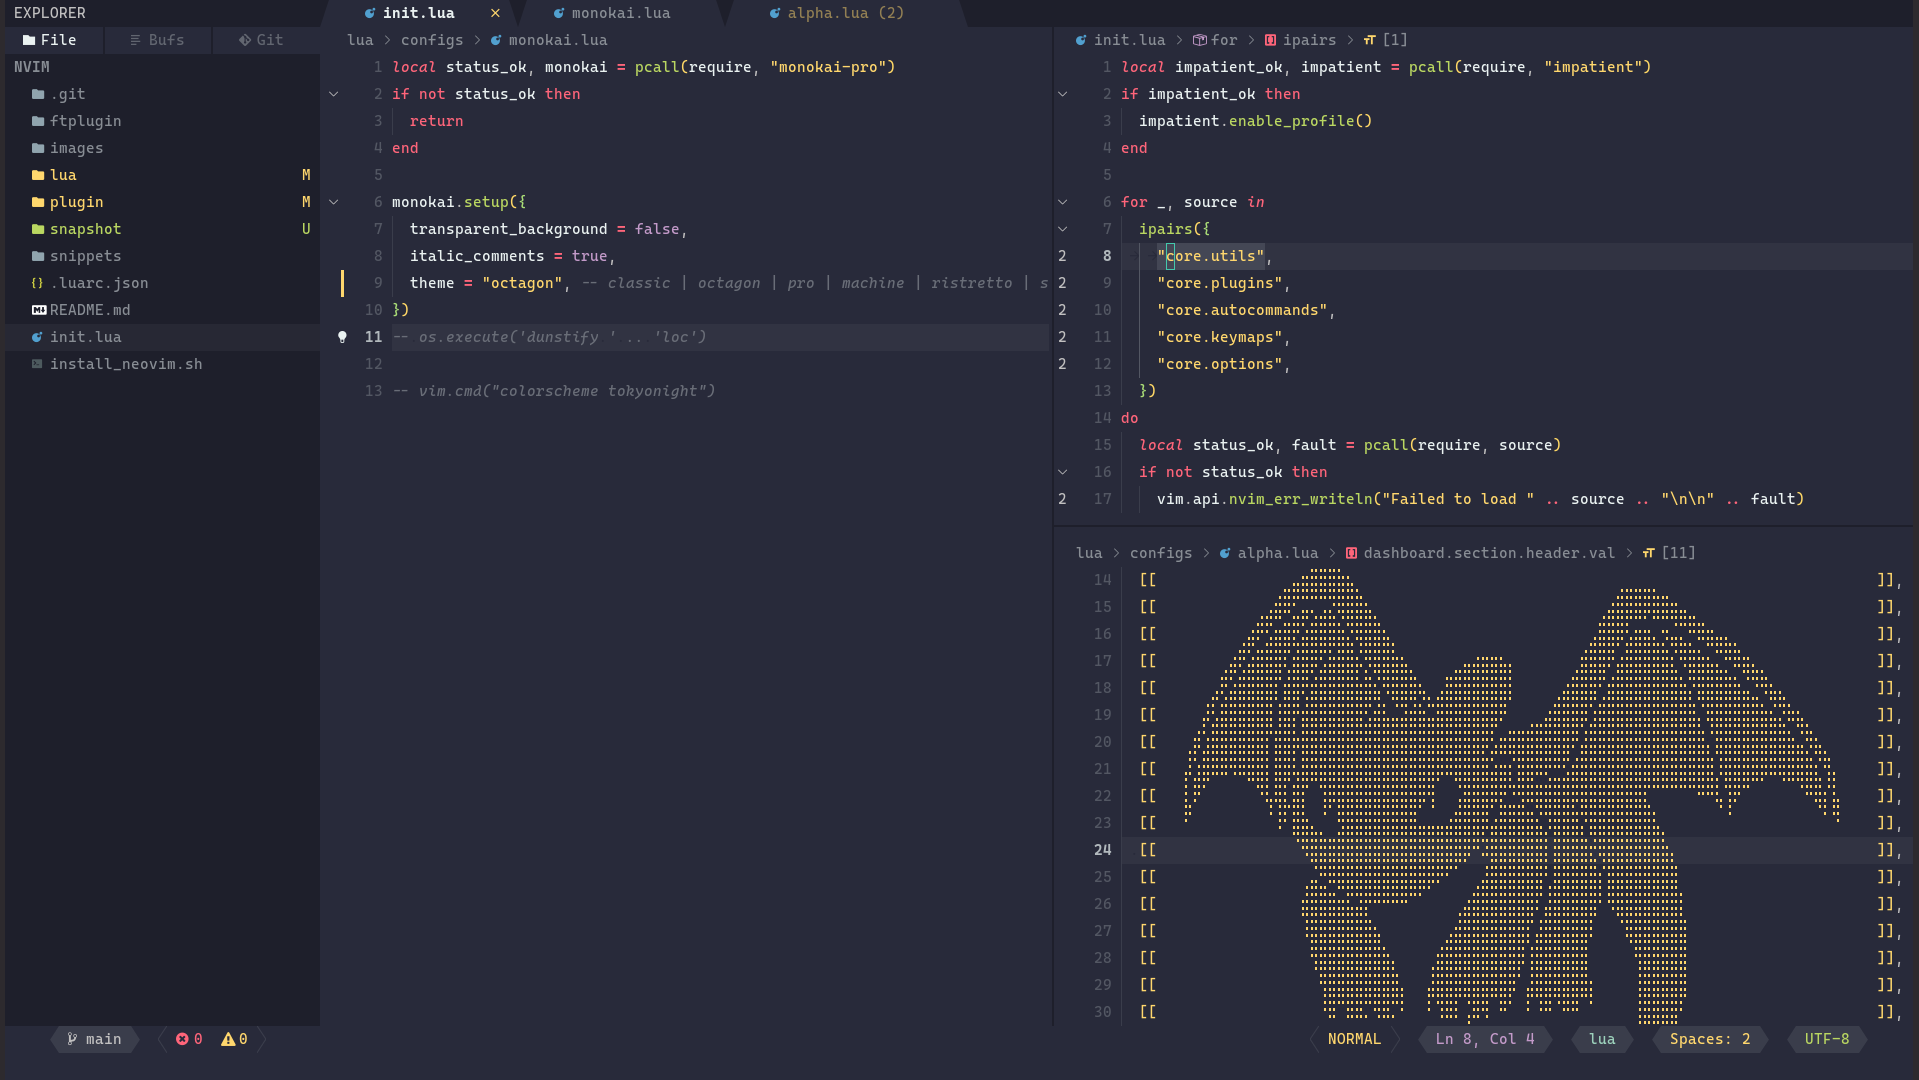 EXPLORER
File Bufs Git
NVIM
.git
ftplugin
images
lua M
plugin M
snapshot U
snippets
{} .luarc.json
README.md
init.lua
install_neovim.sh
init.lua ×
monokai.lua
alpha.lua (2)
lua > configs > monokai.lua
1 local status_ok, monokai = pcall(require, "monokai-pro")
2 if not status_ok then
3 return
4 end
5
6 monokai.setup({
7 transparent_background = false,
8 italic_comments = true,
9 theme = "octagon", -- classic | octagon | pro | machine | ristretto | s
10 })
11 -- os.execute('dunstify ' .. 'loc')
12
13 -- vim.cmd("colorscheme tokyonight")
init.lua > for > ipairs > [1]
1 local impatient_ok, impatient = pcall(require, "impatient")
2 if impatient_ok then
3 impatient.enable_profile()
4 end
5
6 for _, source in
7 ipairs({
2 8 "core.utils",
2 9 "core.plugins",
2 10 "core.autocommands",
2 11 "core.keymaps",
2 12 "core.options",
13 })
14 do
15 local status_ok, fault = pcall(require, source)
16 if not status_ok then
2 17 vim.api.nvim_err_writeln("Failed to load " .. source .. "\n\n" .. fault)
lua > configs > alpha.lua > dashboard.section.header.val > [11]
14 [[ ]],
15 [[ ]],
16 [[ ]],
17 [[ ]],
18 [[ ]],
19 [[ ]],
20 [[ ]],
21 [[ ]],
22 [[ ]],
23 [[ ]],
24 [[ ]],
25 [[ ]],
26 [[ ]],
27 [[ ]],
28 [[ ]],
29 [[ ]],
30 [[ ]],
main 0 0 NORMAL Ln 8, Col 4 lua Spaces: 2 UTF-8